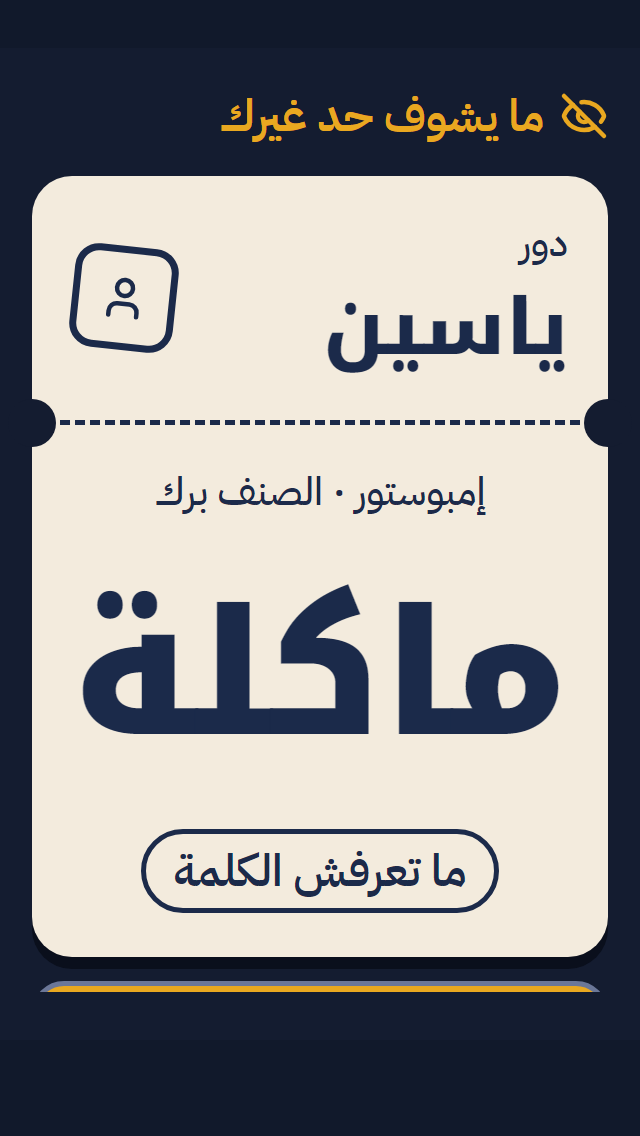 ما يشوف حد غيرك
دور
ياسين
إمبوستور · الصنف برك
ماكلة
ما تعرفش الكلمة